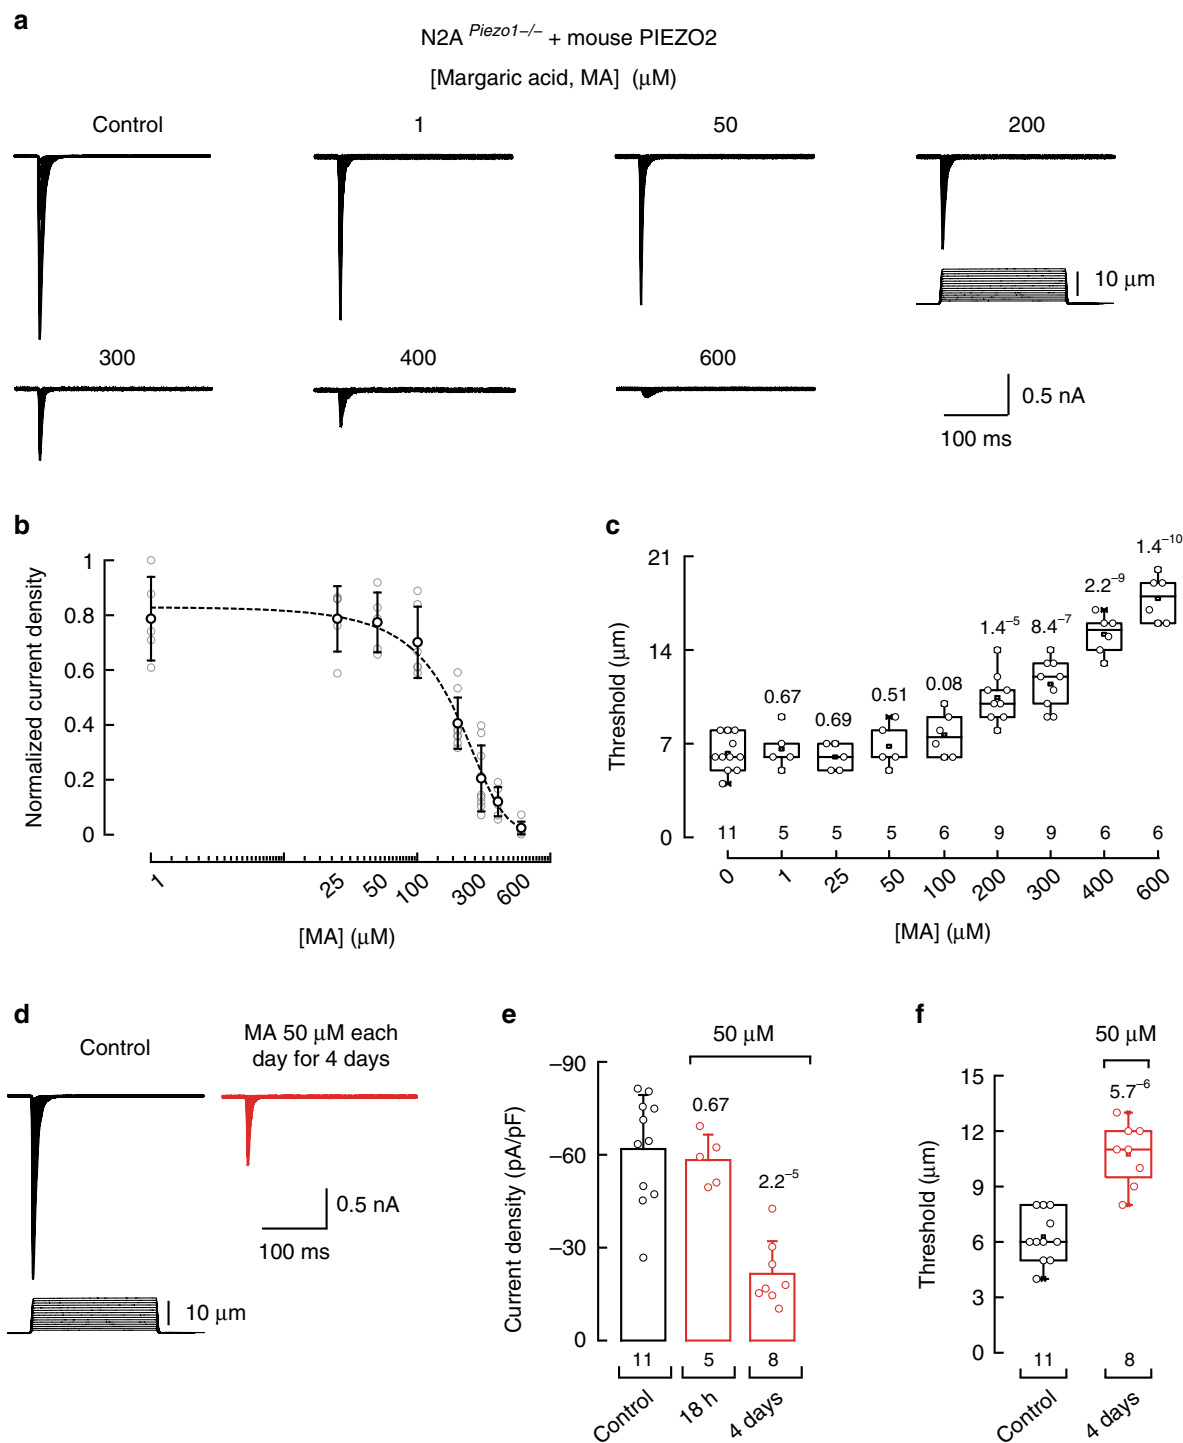 a
N2A Piezo1−/− + mouse PIEZO2
[Margaric acid, MA] (μM)
Control 1 50 200
10 μm
300 400 600
0.5 nA
100 ms
b
Normalized current density
1
0.8
0.6
0.4
0.2
0
1 25 50 100 300 600
[MA] (μM)
c
Threshold (μm)
21
14
7
0
0.67 0.69 0.51 0.08 1.4−5 8.4−7 2.2−9 1.4−10
11 5 5 5 6 9 9 6 6
0 1 25 50 100 200 300 400 600
[MA] (μM)
d
Control
MA 50 μM each
day for 4 days
0.5 nA
100 ms
10 μm
e
50 μM
Current density (pA/pF)
−90
−60
−30
0
0.67
2.2−5
11 5 8
Control 18 h 4 days
f
50 μM
Threshold (μm)
15
12
9
6
3
0
5.7−6
11 8
Control 4 days